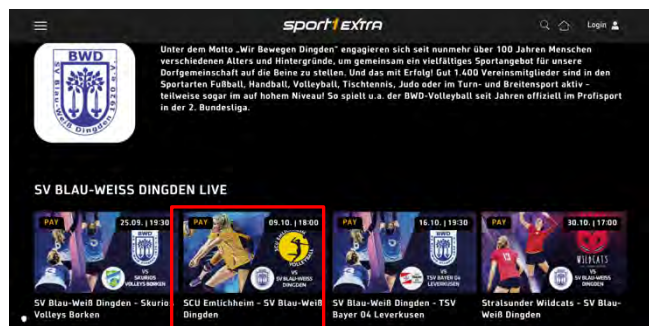 sport1 EXTRA
Login
BWD
SV Blau-Weiß Dingden 1920 e.V.
Unter dem Motto „Wir Bewegen Dingden" engagieren sich seit nunmehr über 100 Jahren Menschen
verschiedenen Alters und Hintergründe, um gemeinsam ein vielfältiges Sportangebot für unsere
Dorfgemeinschaft auf die Beine zu stellen. Und das mit Erfolg! Gut 1.400 Vereinsmitglieder sind in den
Sportarten Fußball, Handball, Volleyball, Tischtennis, Judo oder im Turn- und Breitensport aktiv -
teilweise sogar im auf hohem Niveau! So spielt u.a. der BWD-Volleyball seit Jahren offiziell im Profisport
in der 2. Bundesliga.
SV BLAU-WEISS DINGDEN LIVE
PAY
25.09. | 19:30
BWD
VS
SKURIOS
VOLLEYS BORKEN
SV Blau-Weiß Dingden - Skurios
Volleys Borken
PAY
09.10. | 18:00
VS
SV BLAU-WEISS
DINGDEN
SCU Emlichheim - SV Blau-Weiß
Dingden
PAY
16.10. | 19:30
BWD
VS
TSV BAYER 04
LEVERKUSEN
SV Blau-Weiß Dingden - TSV
Bayer 04 Leverkusen
PAY
30.10. | 17:00
WILDCATS
VS
SV BLAU-WEISS
DINGDEN
Stralsunder Wildcats - SV Blau-
Weiß Dingden